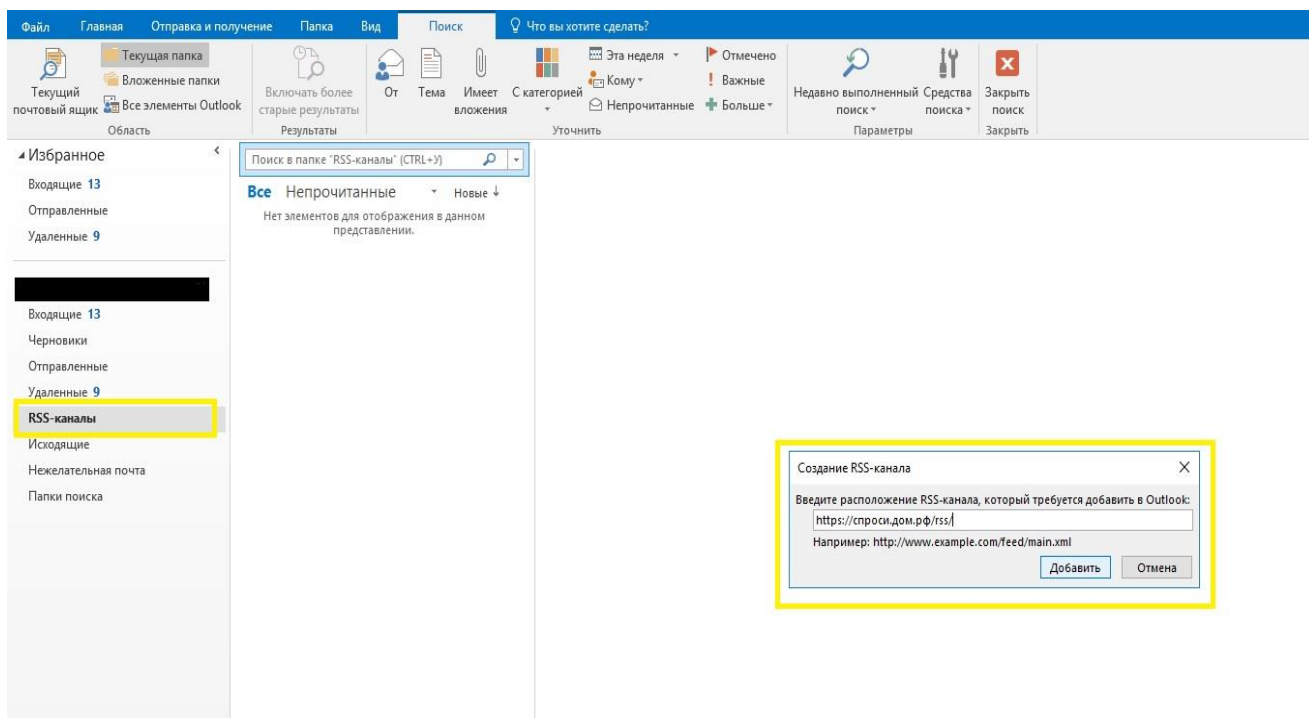 Файл Главная Отправка и получение Папка Вид Поиск Что вы хотите сделать?
Текущий почтовый ящик
Текущая папка
Вложенные папки
Все элементы Outlook
Область
Включать более старые результаты
Результаты
От
Тема
Имеет вложения
С категорией
Эта неделя
Кому
Непрочитанные
Отмечено
Важные
Больше
Уточнить
Недавно выполненный поиск
Средства поиска
Параметры
Закрыть поиск
Закрыть
Избранное
Входящие 13
Отправленные
Удаленные 9
Входящие 13
Черновики
Отправленные
Удаленные 9
RSS-каналы
Исходящие
Нежелательная почта
Папки поиска
Поиск в папке "RSS-каналы" (CTRL+У)
Все Непрочитанные Новые ↓
Нет элементов для отображения в данном
представлении.
Создание RSS-канала
Введите расположение RSS-канала, который требуется добавить в Outlook:
https://спроси.дом.рф/rss/
Например: http://www.example.com/feed/main.xml
Добавить Отмена